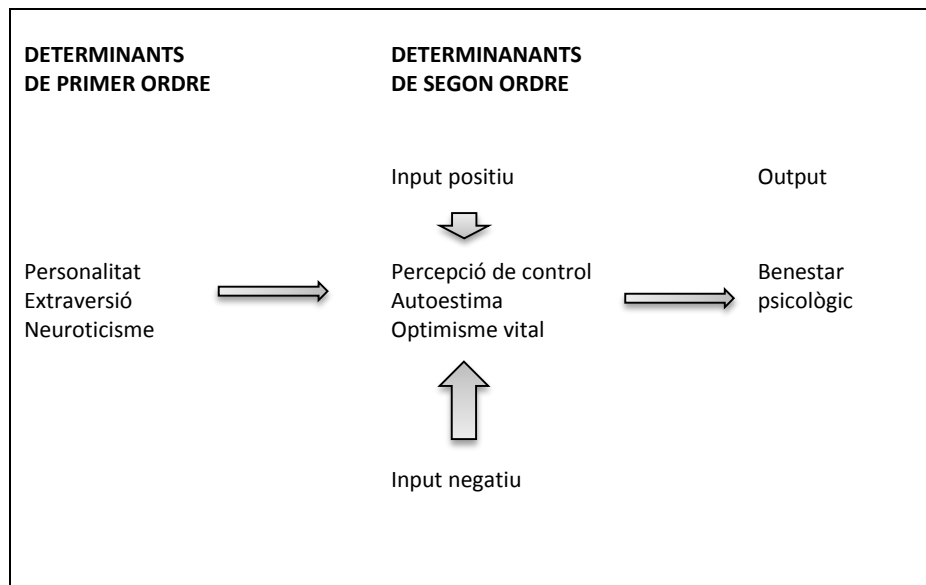 DETERMINANTS
DE PRIMER ORDRE
DETERMINANANTS
DE SEGON ORDRE
Input positiu
Output
Personalitat
Extraversió
Neuroticisme
Percepció de control
Autoestima
Optimisme vital
Benestar
psicològic
Input negatiu